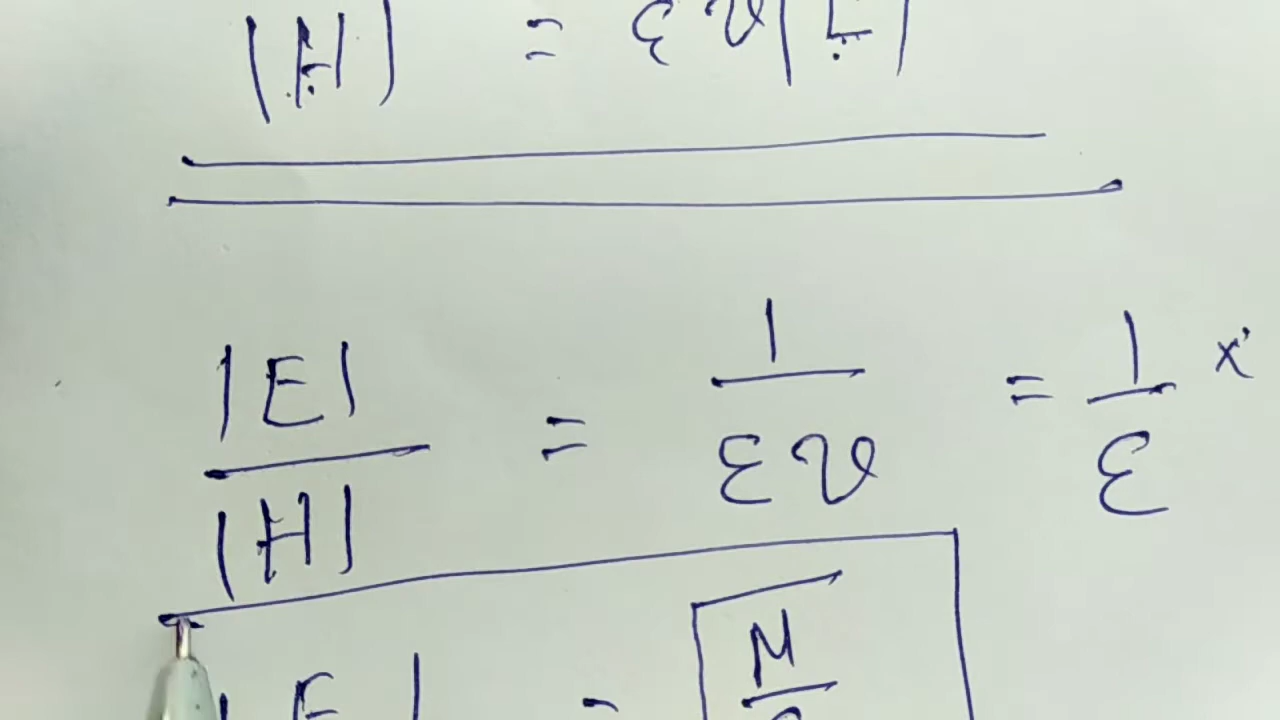 |H| = εv|E|
|E|/|H| = 1/εv = 1/ε x
|E| = √μ/ε